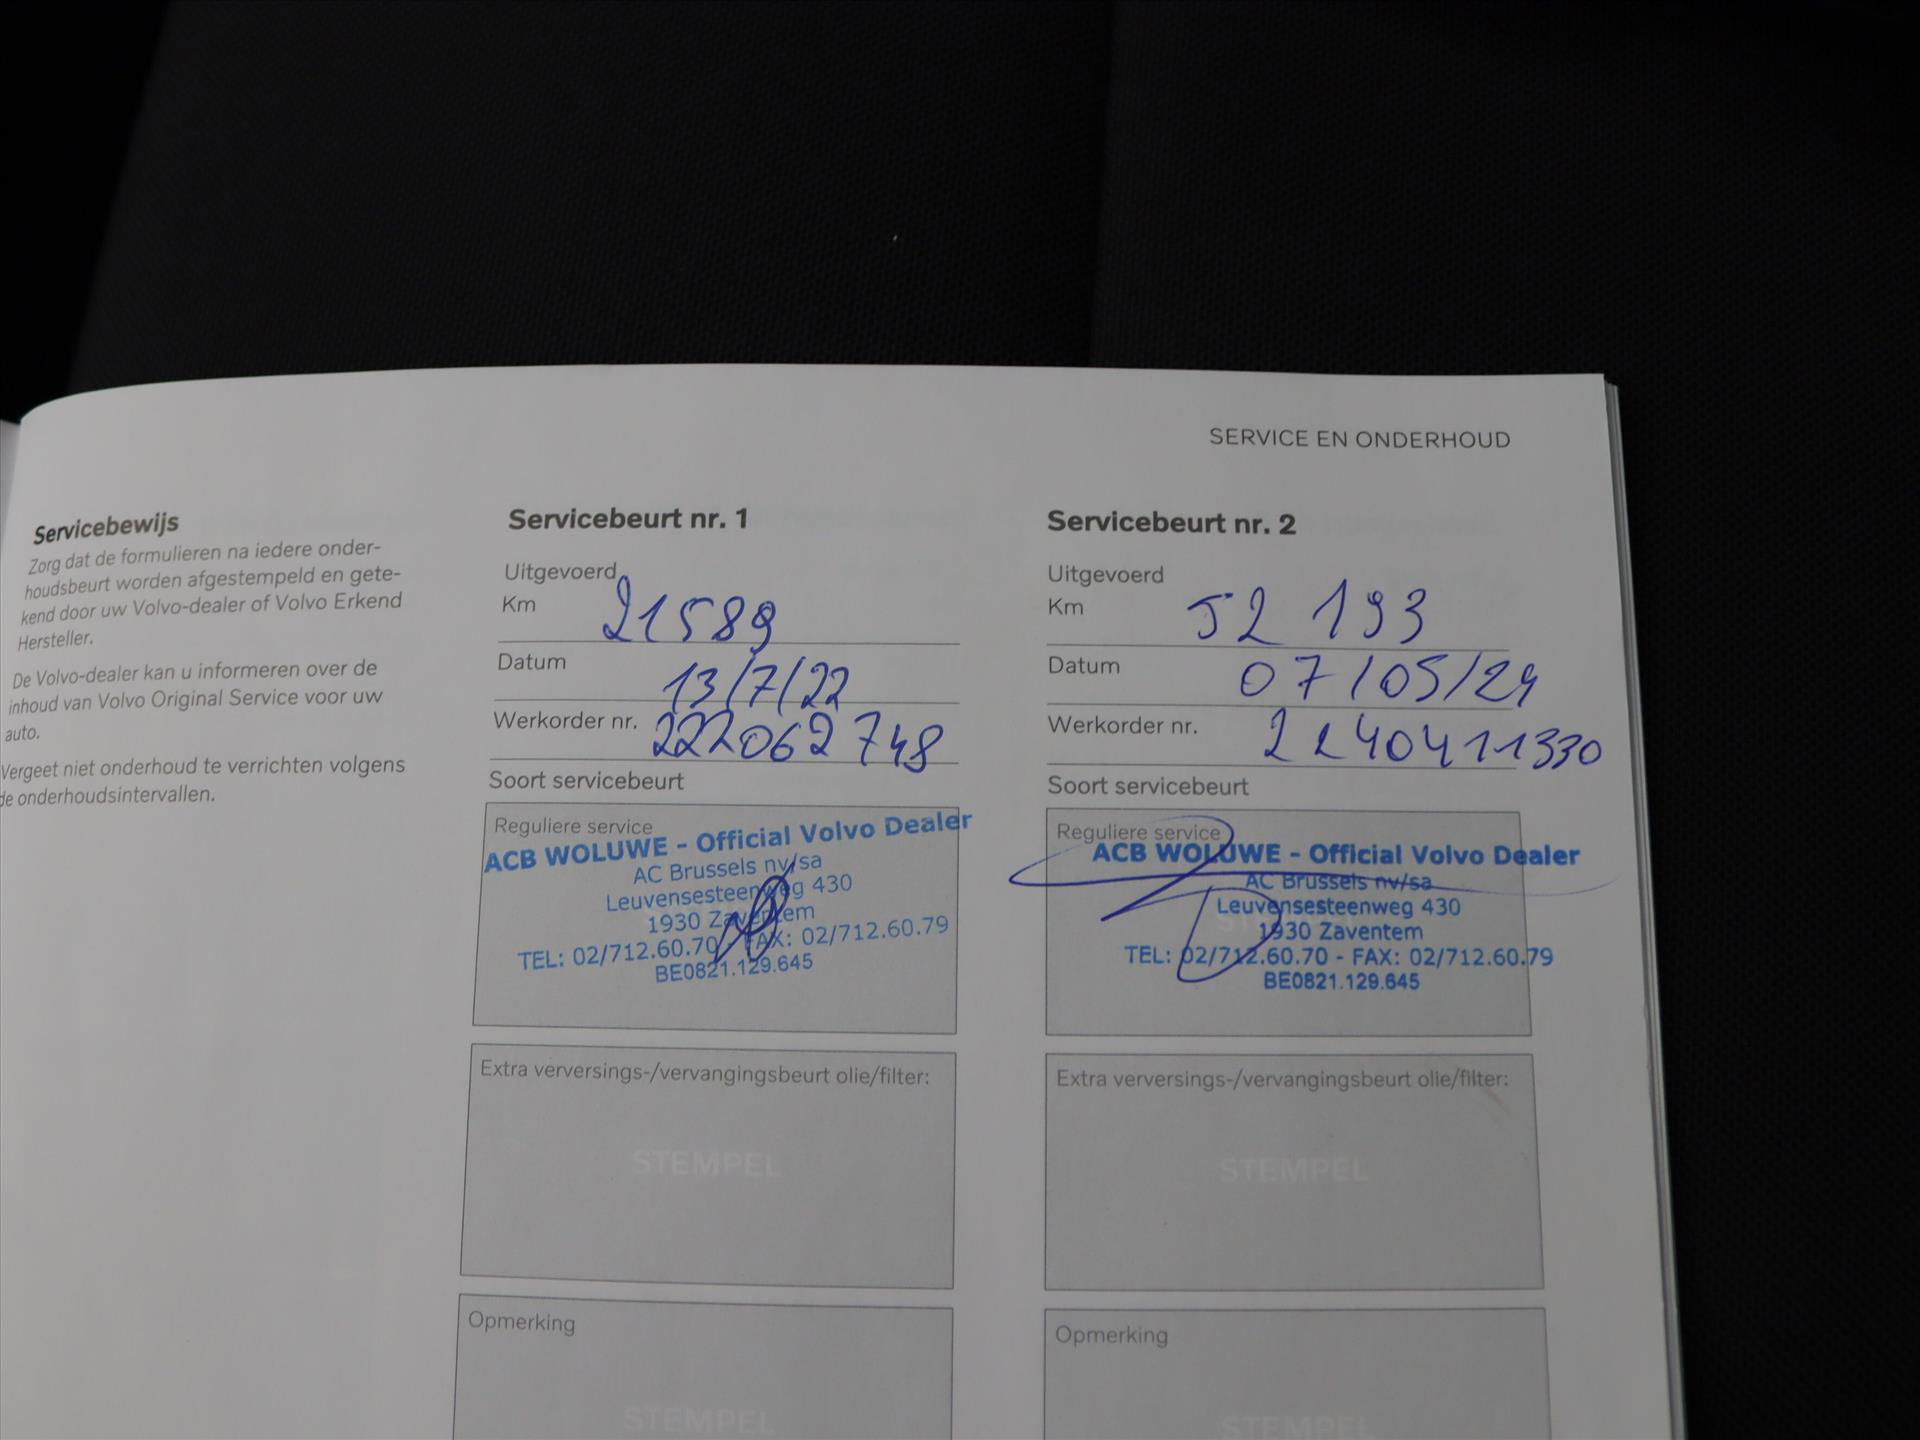 SERVICE EN ONDERHOUD
Servicebewijs
Zorg dat de formulieren na iedere onder-
houdsbeurt worden afgestempeld en gete-
kend door uw Volvo-dealer of Volvo Erkend
Hersteller.
De Volvo-dealer kan u informeren over de
inhoud van Volvo Original Service voor uw
auto.
Vergeet niet onderhoud te verrichten volgens
de onderhoudsintervallen.
Servicebeurt nr. 1
Uitgevoerd
Km 21589
Datum 13/7/22
Werkorder nr. 222062748
Soort servicebeurt
Reguliere service
ACB WOLUWE - Official Volvo Dealer
AC Brussels nv/sa
Leuvensesteenweg 430
1930 Zaventem
TEL: 02/712.60.70 - FAX: 02/712.60.79
BE0821.129.645
Extra verversings-/vervangingsbeurt olie/filter:
STEMPEL
Opmerking
STEMPEL
Servicebeurt nr. 2
Uitgevoerd
Km 52 193
Datum 07/05/24
Werkorder nr. 2240411330
Soort servicebeurt
Reguliere service
ACB WOLUWE - Official Volvo Dealer
AC Brussels nv/sa
Leuvensesteenweg 430
1930 Zaventem
TEL: 02/712.60.70 - FAX: 02/712.60.79
BE0821.129.645
Extra verversings-/vervangingsbeurt olie/filter:
STEMPEL
Opmerking
STEMPEL